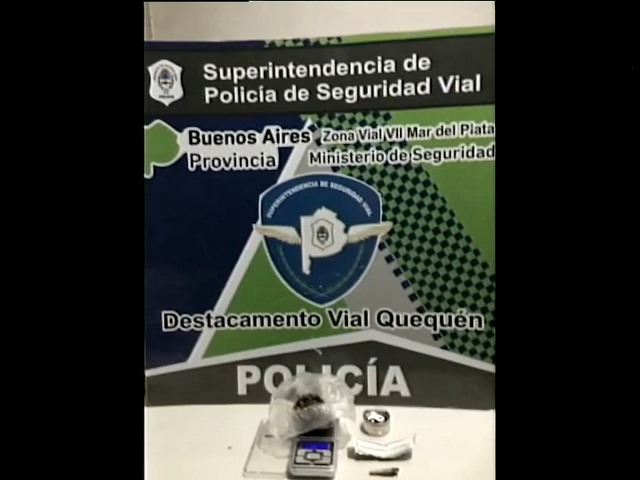 Superintendencia de
Policía de Seguridad Vial
Buenos Aires
Provincia
Zona Vial VII Mar del Plata
Ministerio de Seguridad
SUPERINTENDENCIA DE SEGURIDAD VIAL
Destacamento Vial Quequén
POLICÍA